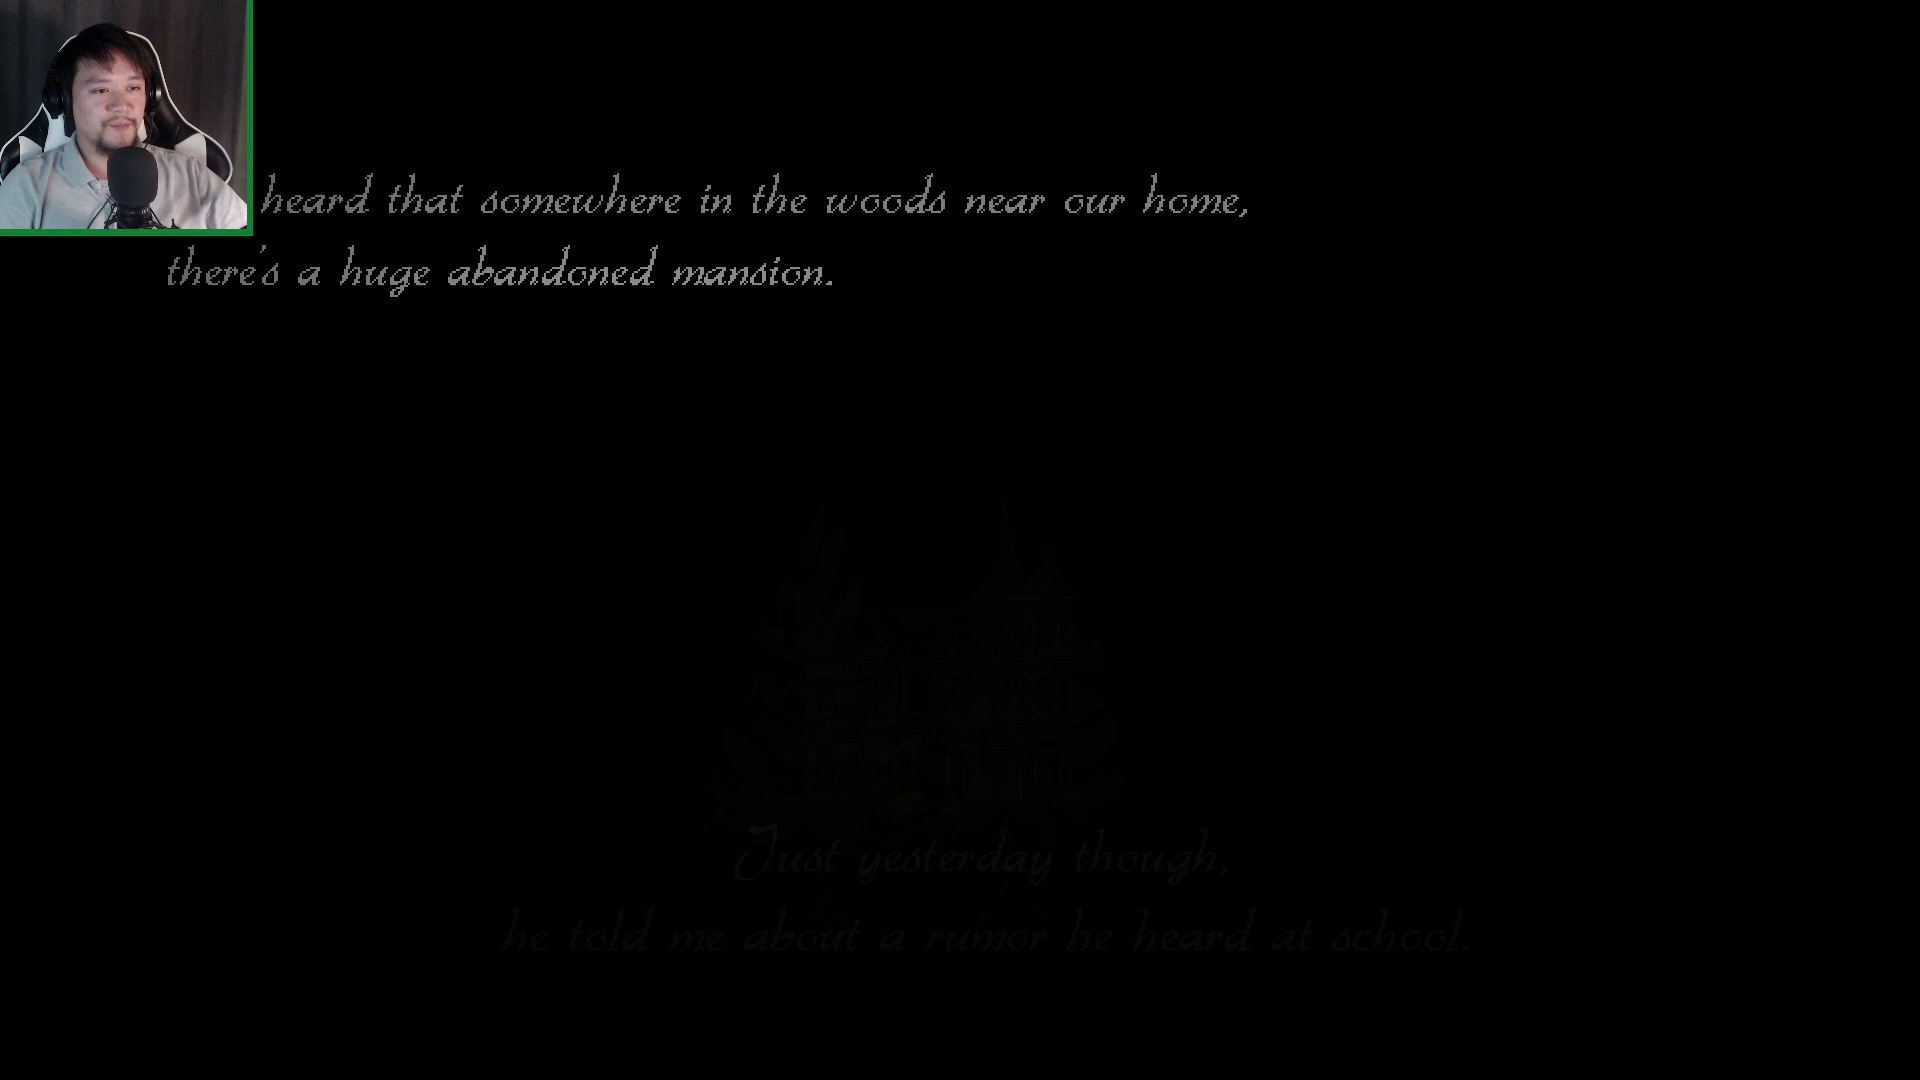 heard that somewhere in the woods near our home,
there's a huge abandoned mansion.
Just yesterday though,
he told me about a rumor he heard at school.